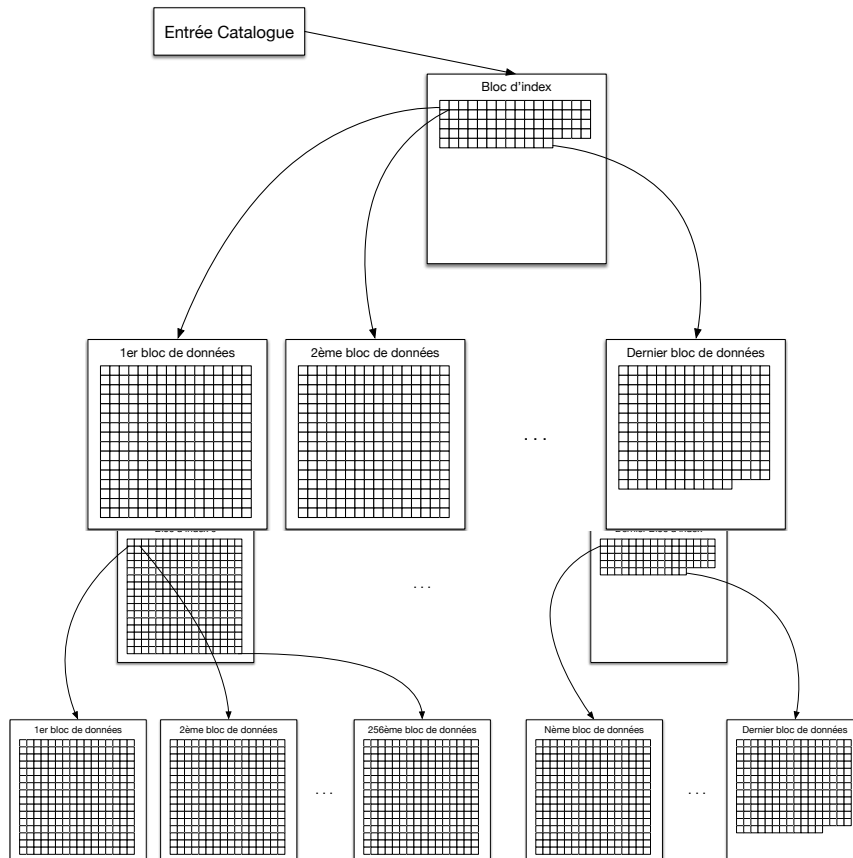 Entrée Catalogue
Bloc d'index
1er bloc de données
2ème bloc de données
. . .
Dernier bloc de données
. . .
1er bloc de données
2ème bloc de données
. . .
256ème bloc de données
Nème bloc de données
. . .
Dernier bloc de données